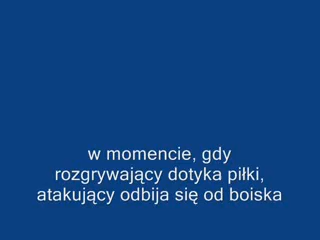 w momencie, gdy
rozgrywający dotyka piłki,
atakujący odbija się od boiska